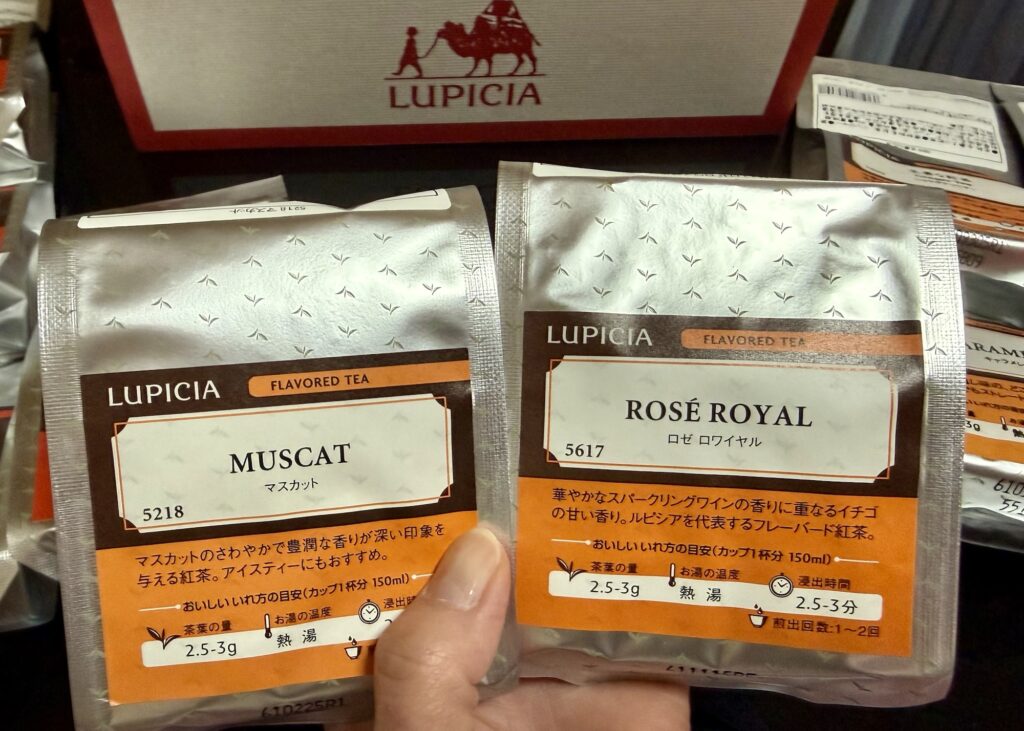 LUPICIA
5218 マスカット
LUPICIA
FLAVORED TEA
MUSCAT
マスカット
5218
マスカットのさわやかで豊潤な香りが深い印象を
与える紅茶。アイスティーにもおすすめ。
おいしいいれ方の目安(カップ1杯分 150ml)
茶葉の量
お湯の温度
2.5-3g
熱湯
LUPICIA
FLAVORED TEA
ROSÉ ROYAL
ロゼ ロワイヤル
5617
華やかなスパークリングワインの香りに重なるイチゴ
の甘い香り。ルピシアを代表するフレーバード紅茶。
おいしいいれ方の目安(カップ1杯分 150ml)
茶葉の量
お湯の温度
浸出時間
2.5-3g
熱湯
2.5-3分
煎出回数:1〜2回